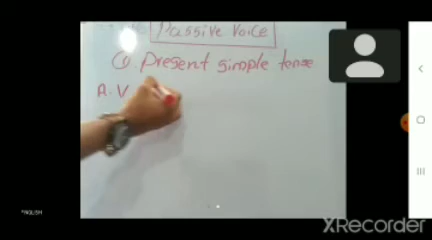 Passive Voice
①. Present simple tense
A. V
XRecorder